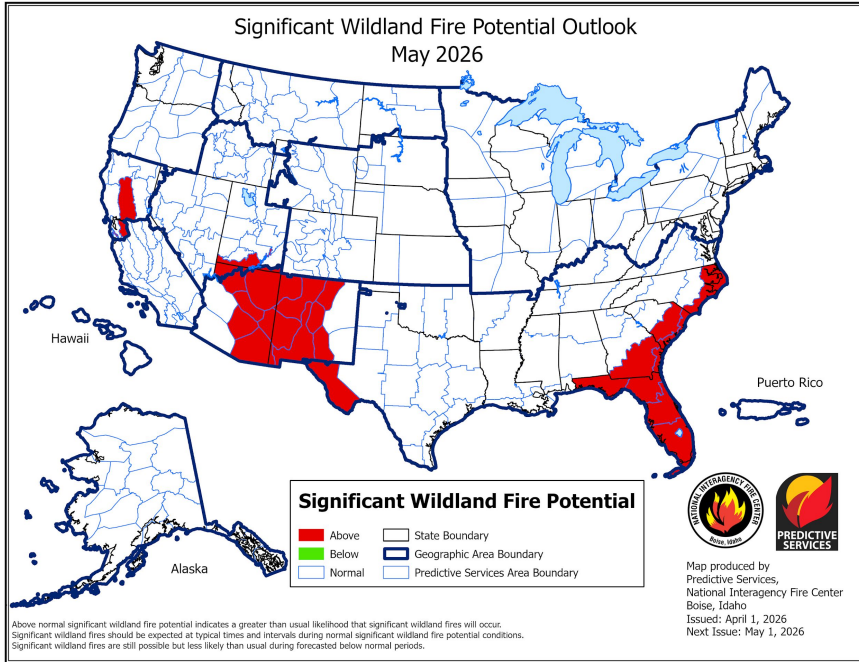 Significant Wildland Fire Potential Outlook
May 2026
Hawaii
Puerto Rico
Alaska
Significant Wildland Fire Potential
Above
State Boundary
Below
Geographic Area Boundary
Normal
Predictive Services Area Boundary
NATIONAL INTERAGENCY FIRE CENTER
Boise, Idaho
PREDICTIVE
SERVICES
Map produced by
Predictive Services,
National Interagency Fire Center
Boise, Idaho
Issued: April 1, 2026
Next Issue: May 1, 2026
Above normal significant wildland fire potential indicates a greater than usual likelihood that significant wildland fires will occur.
Significant wildland fires should be expected at typical times and intervals during normal significant wildland fire potential conditions.
Significant wildland fires are still possible but less likely than usual during forecasted below normal periods.